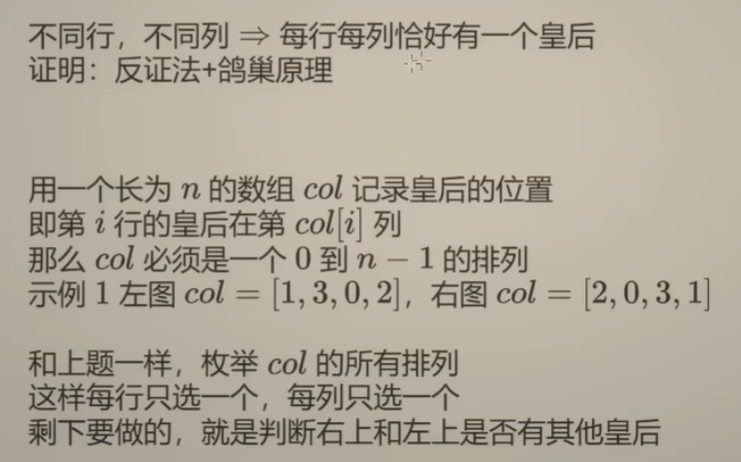 不同行，不同列 ⇒ 每行每列恰好有一个皇后
证明：反证法+鸽巢原理
用一个长为 n 的数组 col 记录皇后的位置
即第 i 行的皇后在第 col[i] 列
那么 col 必须是一个 0 到 n − 1 的排列
示例 1 左图 col = [1, 3, 0, 2]，右图 col = [2, 0, 3, 1]
和上题一样，枚举 col 的所有排列
这样每行只选一个，每列只选一个
剩下要做的，就是判断右上和左上是否有其他皇后